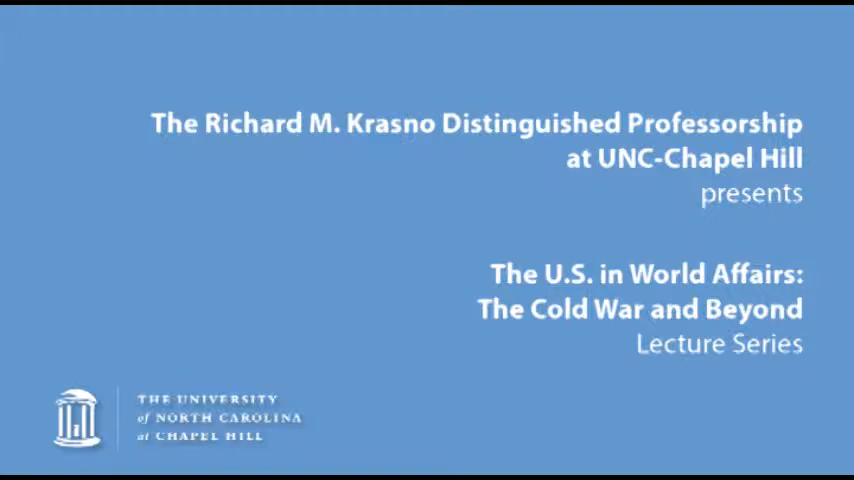 The Richard M. Krasno Distinguished Professorship
at UNC-Chapel Hill
presents
The U.S. in World Affairs:
The Cold War and Beyond
Lecture Series
THE UNIVERSITY
of NORTH CAROLINA
at CHAPEL HILL